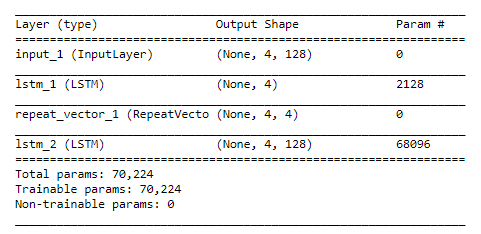 Layer (type) Output Shape Param #
=================================================================
input_1 (InputLayer) (None, 4, 128) 0
_________________________________________________________________
lstm_1 (LSTM) (None, 4) 2128
_________________________________________________________________
repeat_vector_1 (RepeatVecto (None, 4, 4) 0
_________________________________________________________________
lstm_2 (LSTM) (None, 4, 128) 68096
=================================================================
Total params: 70,224
Trainable params: 70,224
Non-trainable params: 0
_________________________________________________________________